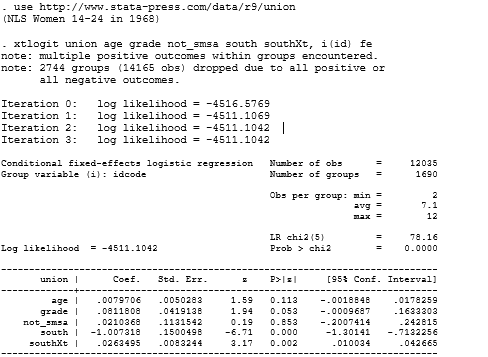 . use http://www.stata-press.com/data/r9/union
(NLS Women 14-24 in 1968)
. xtlogit union age grade not_smsa south southXt, i(id) fe
note: multiple positive outcomes within groups encountered.
note: 2744 groups (14165 obs) dropped due to all positive or
all negative outcomes.
Iteration 0: log likelihood = -4516.5769
Iteration 1: log likelihood = -4511.1069
Iteration 2: log likelihood = -4511.1042
Iteration 3: log likelihood = -4511.1042
Conditional fixed-effects logistic regression Number of obs = 12035
Group variable (i): idcode Number of groups = 1690
Obs per group: min = 2
avg = 7.1
max = 12
LR chi2(5) = 78.16
Log likelihood = -4511.1042 Prob > chi2 = 0.0000
union | Coef. Std. Err. z P>|z| [95% Conf. Interval]
age | .0079706 .0050283 1.59 0.113 -.0018848 .0178259
grade | .0811808 .0419138 1.94 0.053 -.0009687 .1633303
not_smsa | .0210368 .1131542 0.19 0.853 -.2007414 .242815
south | -1.007318 .1500498 -6.71 0.000 -1.30141 -.7132256
southXt | .0263495 .0083244 3.17 0.002 .010034 .042665